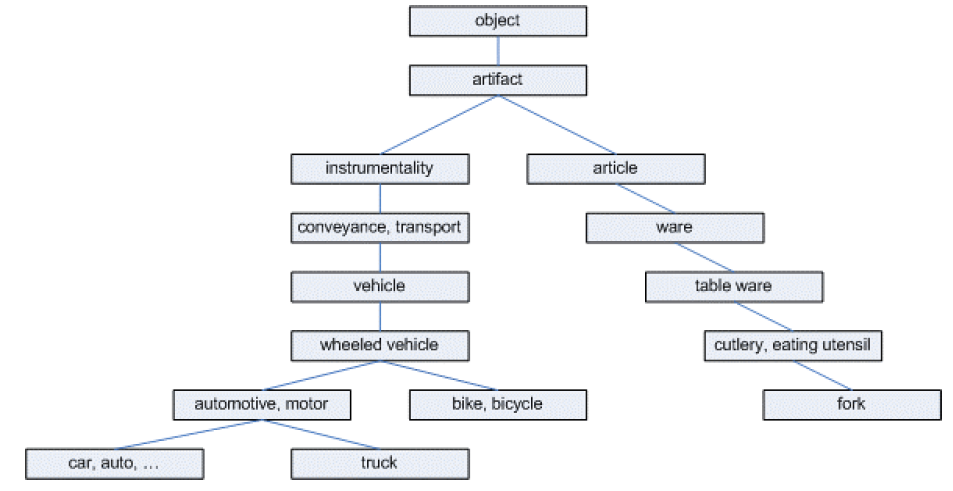 object
artifact
instrumentality
article
conveyance, transport
ware
vehicle
table ware
wheeled vehicle
cutlery, eating utensil
automotive, motor
bike, bicycle
fork
car, auto, …
truck